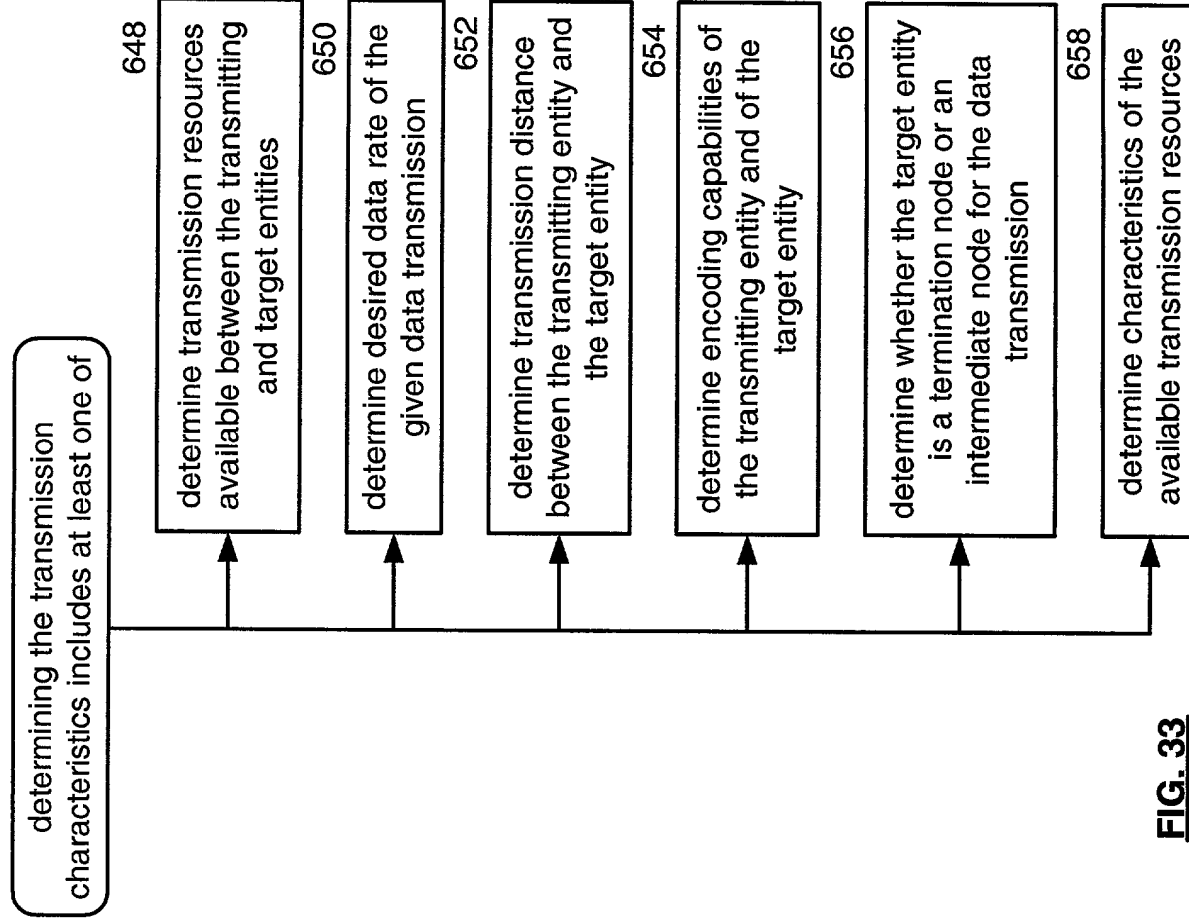 determining the transmission
characteristics includes at least one of
648
determine transmission resources
available between the transmitting
and target entities
650
determine desired data rate of the
given data transmission
652
determine transmission distance
between the transmitting entity and
the target entity
654
determine encoding capabilities of
the transmitting entity and of the
target entity
656
determine whether the target entity
is a termination node or an
intermediate node for the data
transmission
658
determine characteristics of the
available transmission resources
FIG. 33